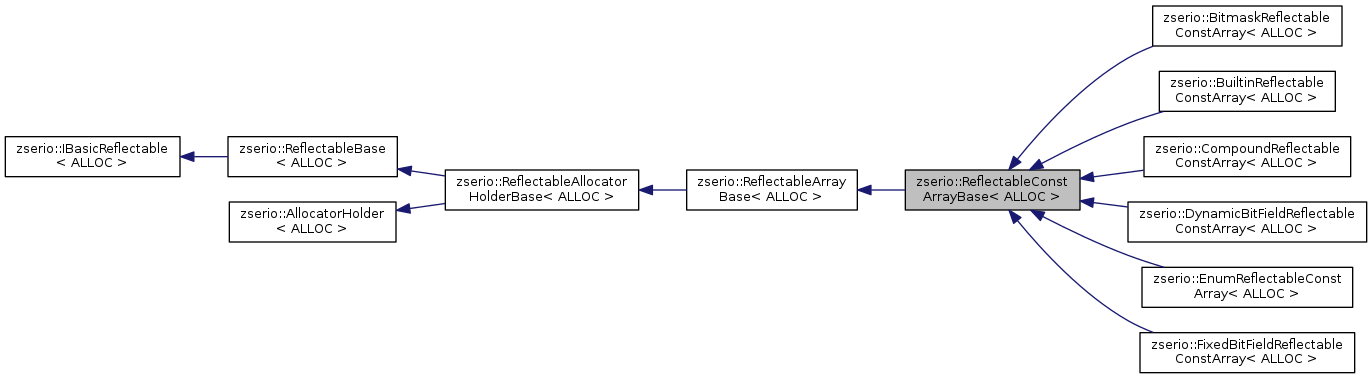 zserio::BitmaskReflectable
ConstArray< ALLOC >
zserio::BuiltinReflectable
ConstArray< ALLOC >
zserio::IBasicReflectable
< ALLOC >
zserio::ReflectableBase
< ALLOC >
zserio::CompoundReflectable
ConstArray< ALLOC >
zserio::ReflectableAllocator
HolderBase< ALLOC >
zserio::ReflectableArray
Base< ALLOC >
zserio::ReflectableConst
ArrayBase< ALLOC >
zserio::AllocatorHolder
< ALLOC >
zserio::DynamicBitFieldReflectable
ConstArray< ALLOC >
zserio::EnumReflectableConst
Array< ALLOC >
zserio::FixedBitFieldReflectable
ConstArray< ALLOC >